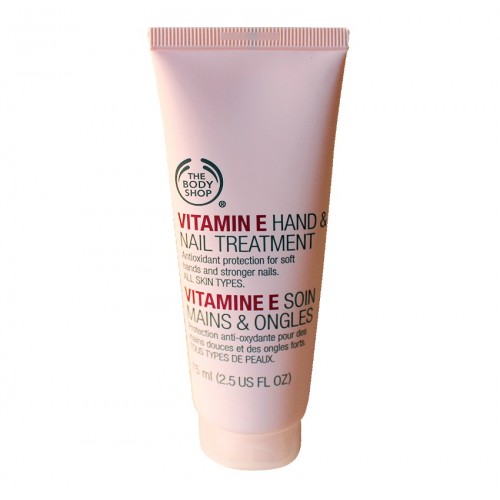 THE
BODY
SHOP
®
VITAMIN E HAND &
NAIL TREATMENT
Antioxidant protection for soft
hands and stronger nails.
ALL SKIN TYPES.
VITAMINE E SOIN
MAINS & ONGLES
Protection anti-oxydante pour des
mains douces et des ongles forts.
TOUS TYPES DE PEAUX.
75 ml (2.5 US FL OZ)